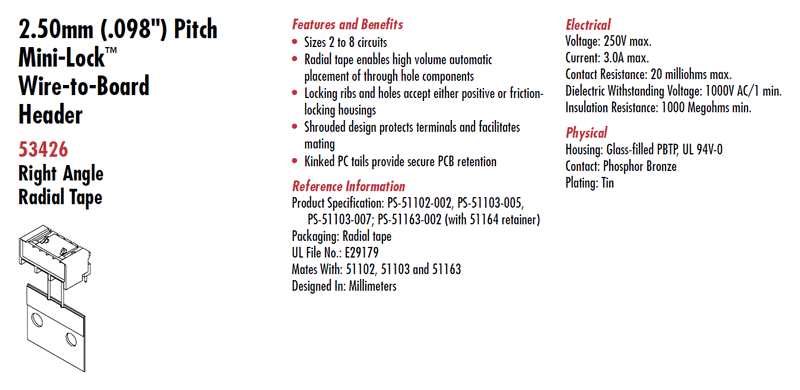 2.50mm (.098") Pitch
Mini-Lock™
Wire-to-Board
Header
53426
Right Angle
Radial Tape
Features and Benefits
• Sizes 2 to 8 circuits
• Radial tape enables high volume automatic
placement of through hole components
• Locking ribs and holes accept either positive or friction-
locking housings
• Shrouded design protects terminals and facilitates
mating
• Kinked PC tails provide secure PCB retention
Reference Information
Product Specification: PS-51102-002, PS-51103-005,
PS-51103-007; PS-51163-002 (with 51164 retainer)
Packaging: Radial tape
UL File No.: E29179
Mates With: 51102, 51103 and 51163
Designed In: Millimeters
Electrical
Voltage: 250V max.
Current: 3.0A max.
Contact Resistance: 20 milliohms max.
Dielectric Withstanding Voltage: 1000V AC/1 min.
Insulation Resistance: 1000 Megohms min.
Physical
Housing: Glass-filled PBTP, UL 94V-0
Contact: Phosphor Bronze
Plating: Tin